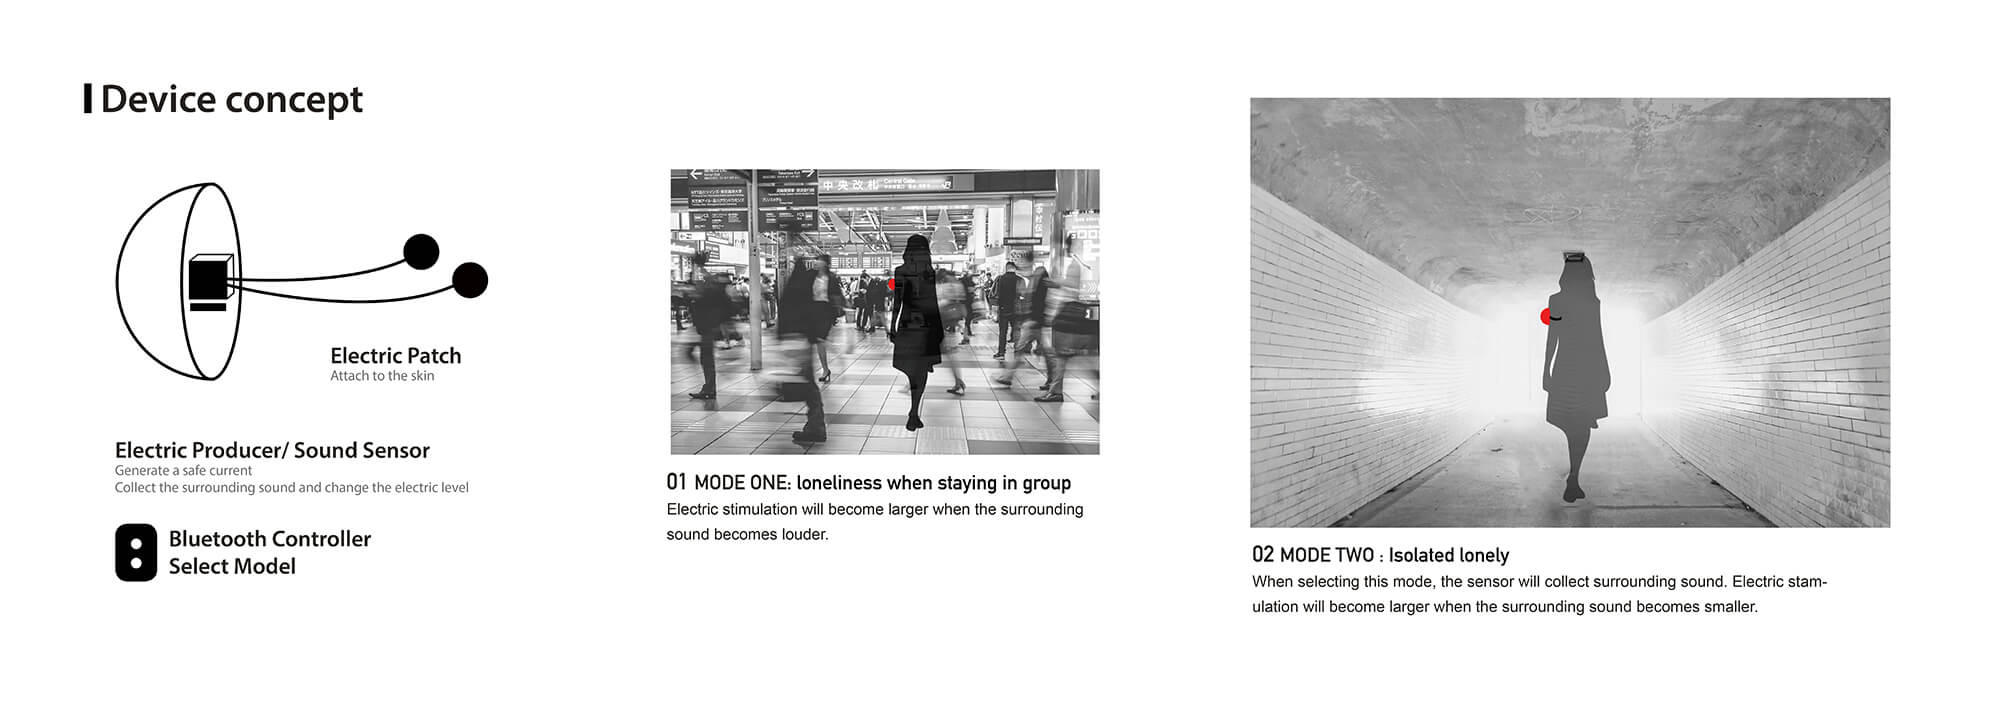 Device concept
Electric Patch
Attach to the skin
Electric Producer/ Sound Sensor
Generate a safe current
Collect the surrounding sound and change the electric level
Bluetooth Controller
Select Model
中央改札 Central Gate
JR
01 MODE ONE: loneliness when staying in group
Electric stimulation will become larger when the surrounding
sound becomes louder.
02 MODE TWO : Isolated lonely
When selecting this mode, the sensor will collect surrounding sound. Electric stam-
ulation will become larger when the surrounding sound becomes smaller.